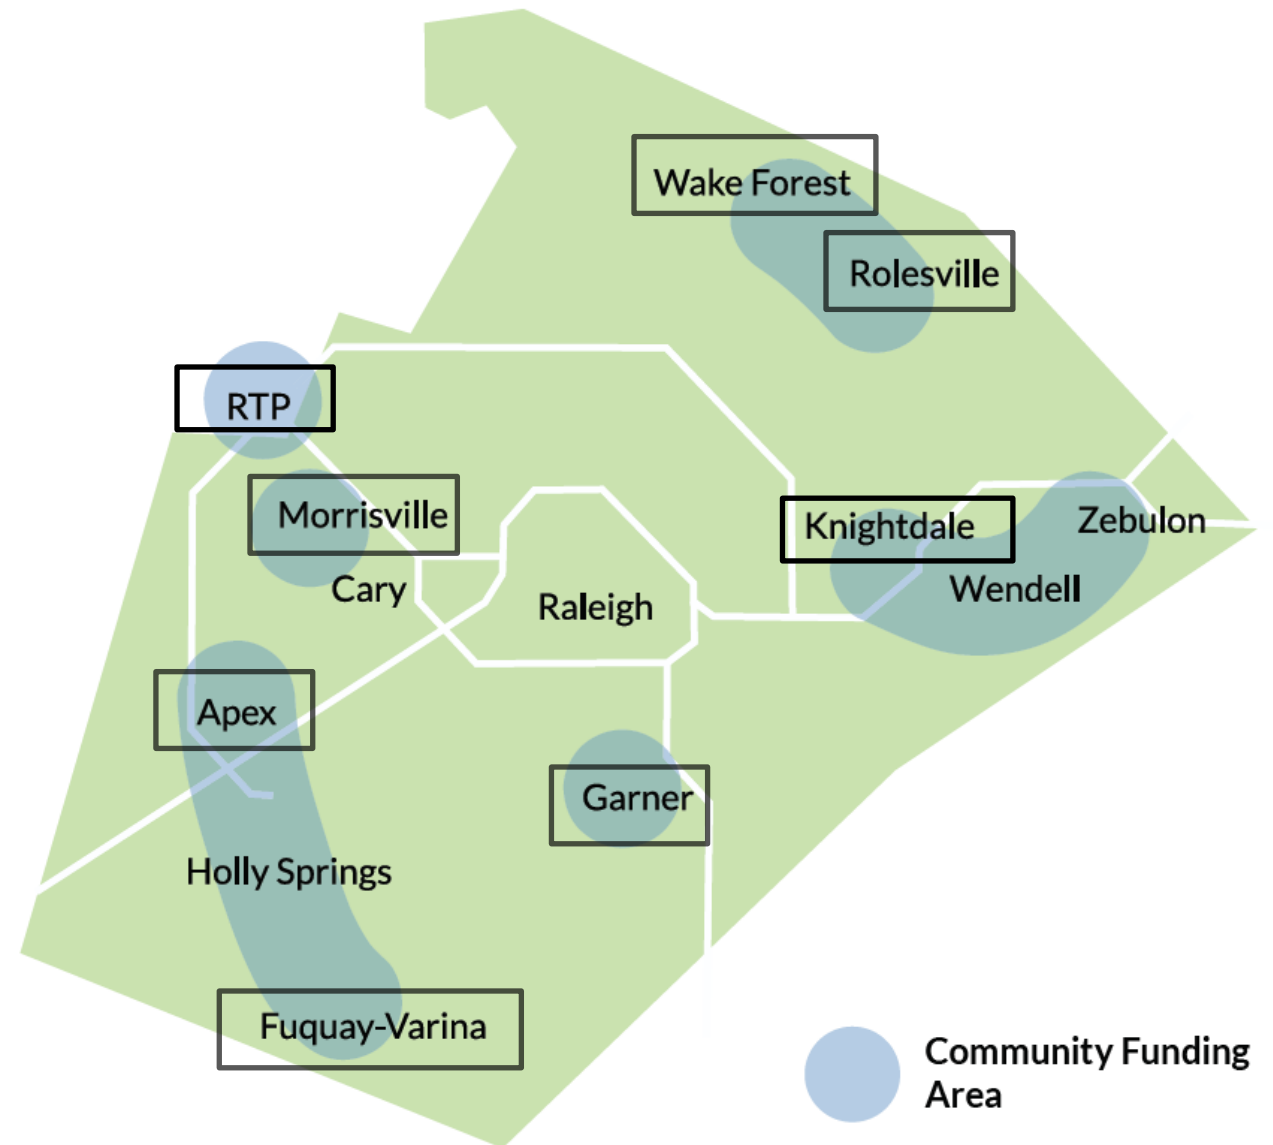 Wake Forest
Rolesville
RTP
Morrisville
Knightdale
Zebulon
Cary
Wendell
Raleigh
Apex
Garner
Holly Springs
Fuquay-Varina
Community Funding
Area